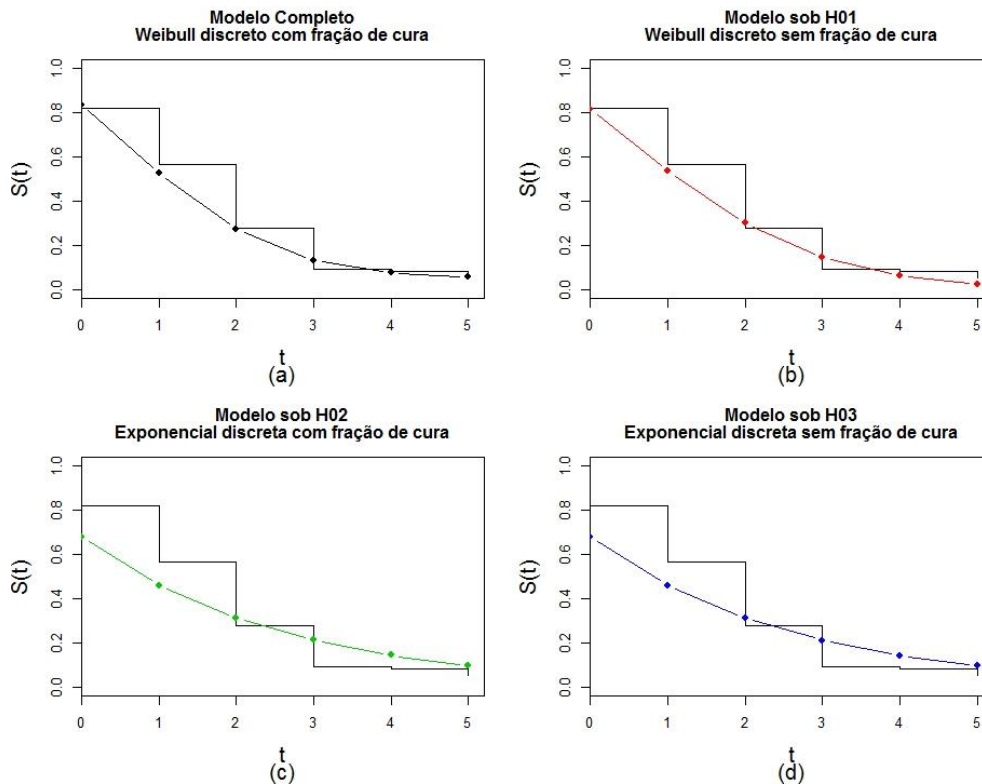 Modelo Completo
Weibull discreto com fração de cura
S(t)
1.0
0.8
0.6
0.4
0.2
0.0
0 1 2 3 4 5
t
(a)
Modelo sob H01
Weibull discreto sem fração de cura
S(t)
1.0
0.8
0.6
0.4
0.2
0.0
0 1 2 3 4 5
t
(b)
Modelo sob H02
Exponencial discreta com fração de cura
S(t)
1.0
0.8
0.6
0.4
0.2
0.0
0 1 2 3 4 5
t
(c)
Modelo sob H03
Exponencial discreta sem fração de cura
S(t)
1.0
0.8
0.6
0.4
0.2
0.0
0 1 2 3 4 5
t
(d)